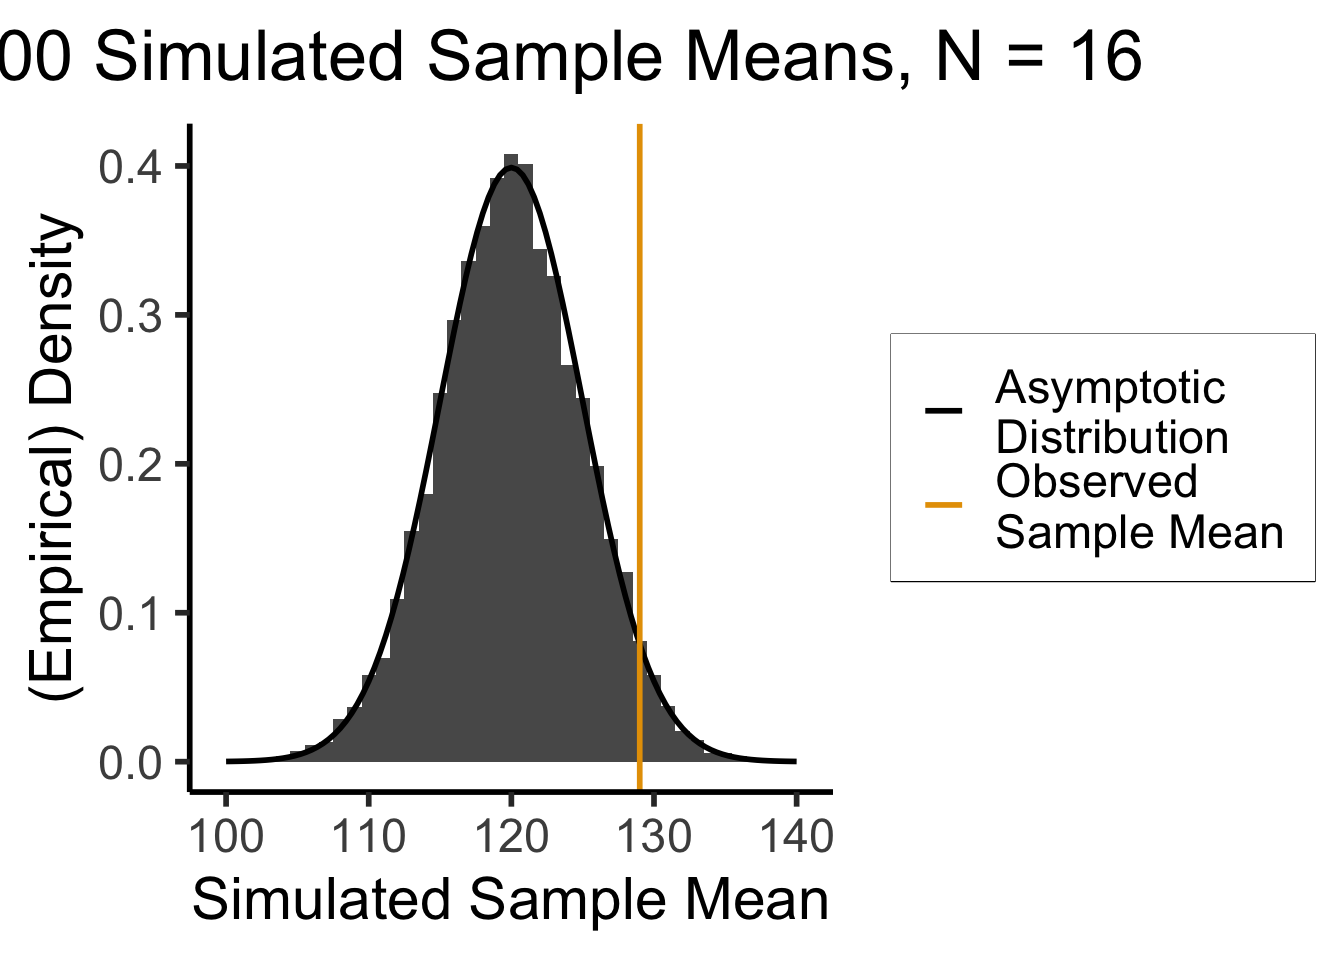 00 Simulated Sample Means, N = 16
(Empirical) Density
0.4
0.3
0.2
0.1
0.0
100 110 120 130 140
Simulated Sample Mean
Asymptotic
Distribution
Observed
Sample Mean